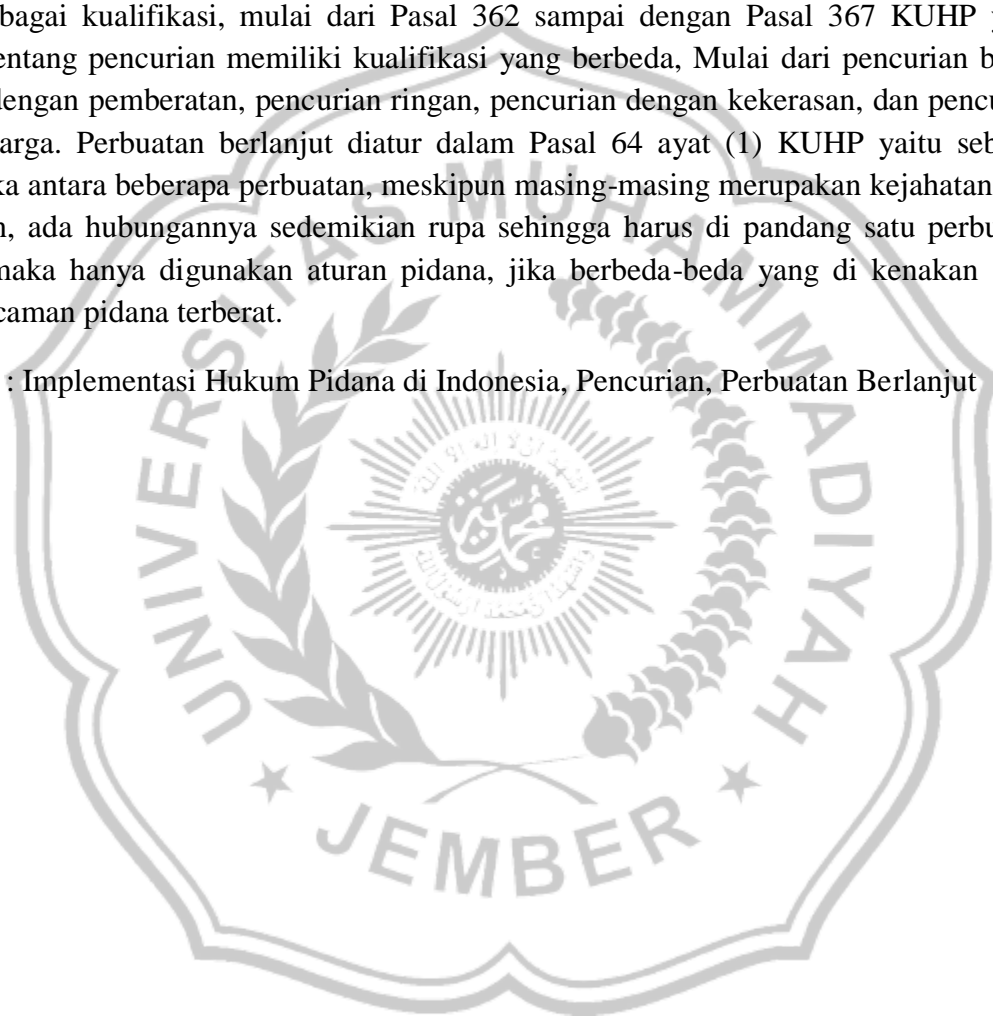 bagai kualifikasi, mulai dari Pasal 362 sampai dengan Pasal 367 KUHP
entang pencurian memiliki kualifikasi yang berbeda, Mulai dari pencurian b
dengan pemberatan, pencurian ringan, pencurian dengan kekerasan, dan pencu
arga. Perbuatan berlanjut diatur dalam Pasal 64 ayat (1) KUHP yaitu seb
ka antara beberapa perbuatan, meskipun masing-masing merupakan kejahatan
n, ada hubungannya sedemikian rupa sehingga harus di pandang satu perbu
maka hanya digunakan aturan pidana, jika berbeda-beda yang di kenakan
caman pidana terberat.
: Implementasi Hukum Pidana di Indonesia, Pencurian, Perbuatan Berlanjut
UNIVERSITAS MUHAMMADIYAH
JEMBER